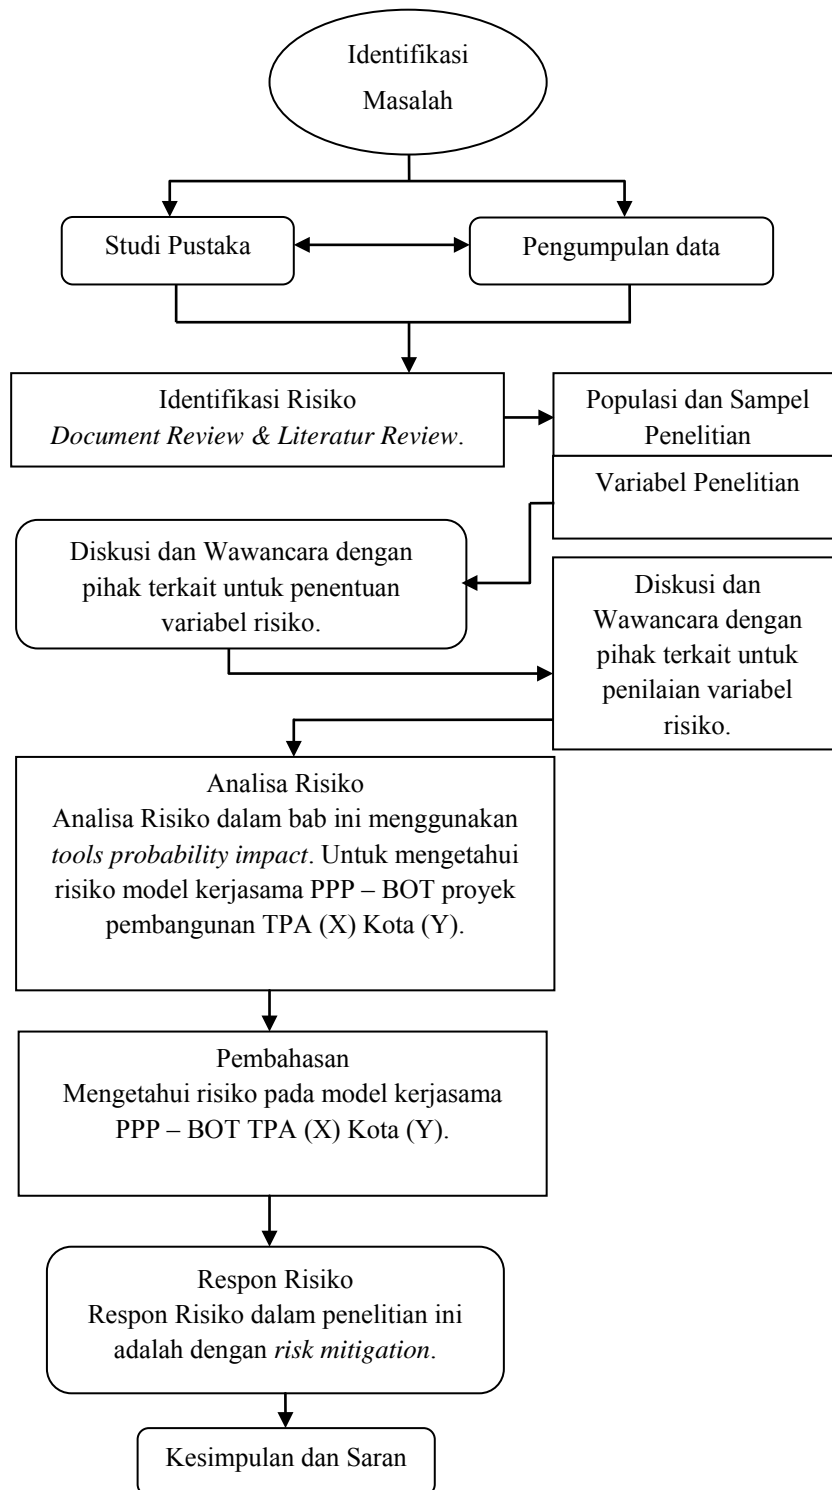 Identifikasi
Masalah
Studi Pustaka
Pengumpulan data
Identifikasi Risiko
Document Review & Literatur Review.
Populasi dan Sampel
Penelitian
Variabel Penelitian
Diskusi dan Wawancara dengan
pihak terkait untuk penentuan
variabel risiko.
Diskusi dan
Wawancara dengan
pihak terkait untuk
penilaian variabel
risiko.
Analisa Risiko
Analisa Risiko dalam bab ini menggunakan
tools probability impact. Untuk mengetahui
risiko model kerjasama PPP – BOT proyek
pembangunan TPA (X) Kota (Y).
Pembahasan
Mengetahui risiko pada model kerjasama
PPP – BOT TPA (X) Kota (Y).
Respon Risiko
Respon Risiko dalam penelitian ini
adalah dengan risk mitigation.
Kesimpulan dan Saran